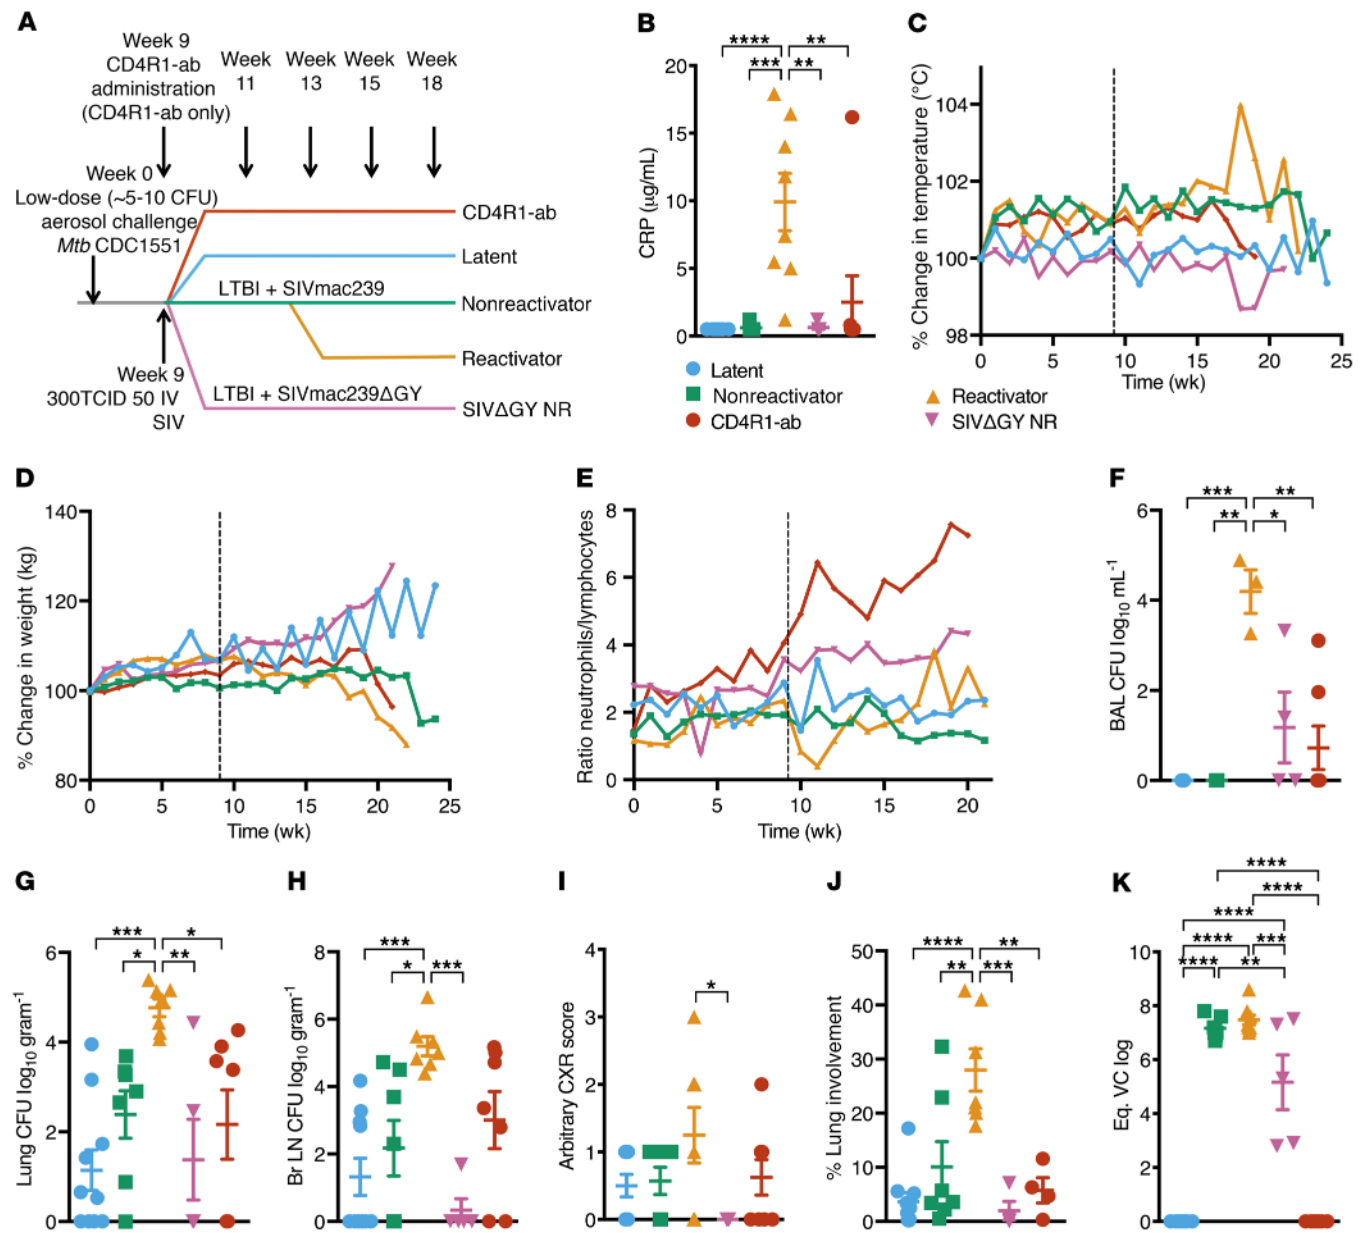 A
Week 9
CD4R1-ab
administration
(CD4R1-ab only)
Week
11
Week
13
Week
15
Week
18
Week 0
Low-dose (~5-10 CFU)
aerosol challenge
Mtb CDC1551
CD4R1-ab
Latent
LTBI + SIVmac239
Nonreactivator
Reactivator
Week 9
300TCID 50 IV
SIV
LTBI + SIVmac239ΔGY
SIVΔGY NR
B
**** **
*** **
CRP (µg/mL)
20
15
10
5
0
C
% Change in temperature (°C)
104
102
100
98
0 5 10 15 20 25
Time (wk)
Latent
Nonreactivator
CD4R1-ab
Reactivator
SIVΔGY NR
D
% Change in weight (kg)
140
120
100
80
0 5 10 15 20 25
Time (wk)
E
Ratio neutrophils/lymphocytes
8
6
4
2
0
0 5 10 15 20
Time (wk)
F
*** **
** *
BAL CFU log10 mL-1
6
4
2
0
G
*** *
* **
Lung CFU log10 gram-1
6
4
2
0
H
***
* ***
Br LN CFU log10 gram-1
8
6
4
2
0
I
*
Arbitrary CXR score
4
3
2
1
0
J
**** **
** ***
% Lung involvement
50
40
30
20
10
0
K
****
****
****
**** ***
**** **
Eq. VC log
10
8
6
4
2
0